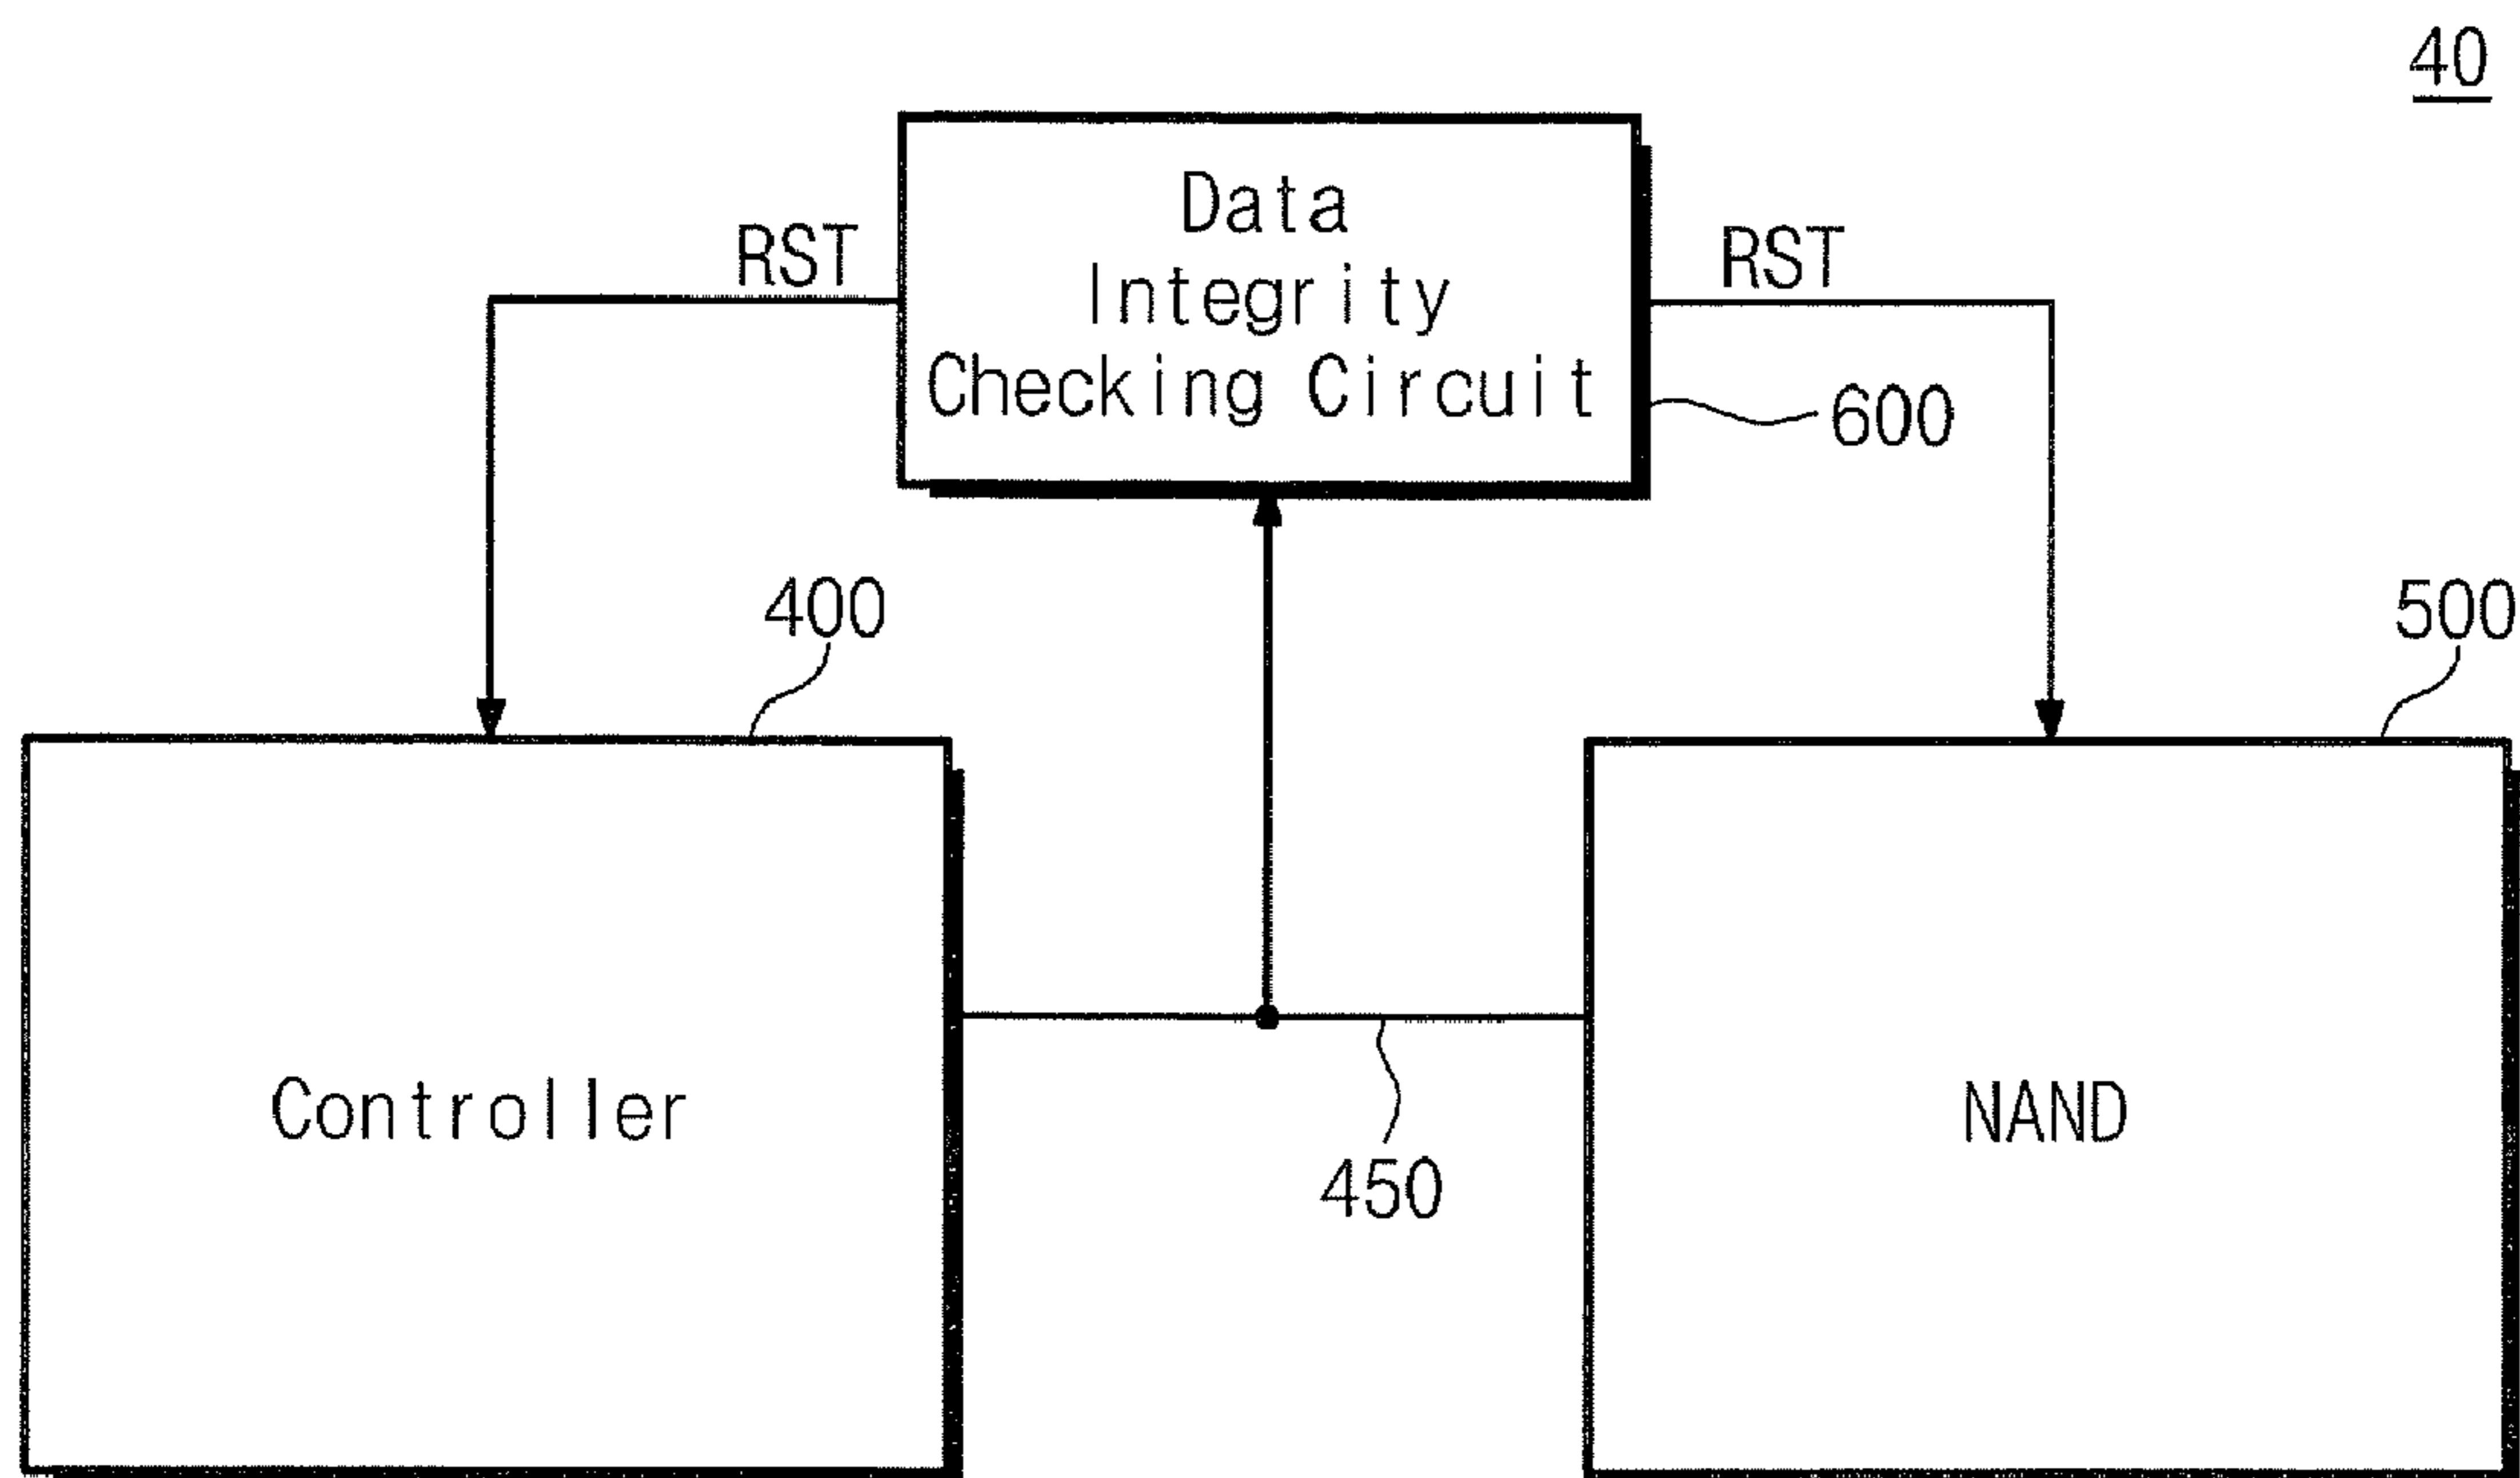 40
Data
Integrity
Checking Circuit
RST
RST
600
400
500
Controller
NAND
450